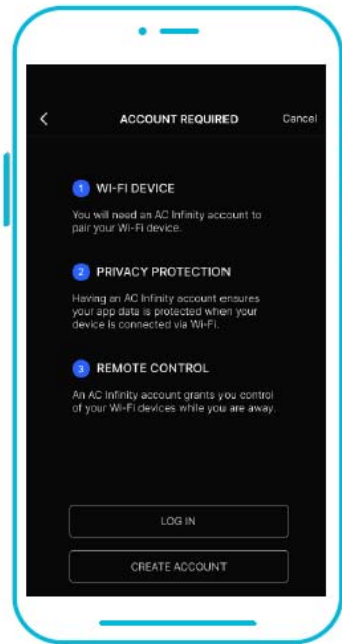 ACCOUNT REQUIRED Cancel
1 WI-FI DEVICE
You will need an AC Infinity account to
pair your Wi-Fi device.
2 PRIVACY PROTECTION
Having an AC Infinity account ensures
your app data is protected when your
device is connected via Wi-Fi.
3 REMOTE CONTROL
An AC Infinity account grants you control
of your Wi-Fi devices while you are away.
LOG IN
CREATE ACCOUNT